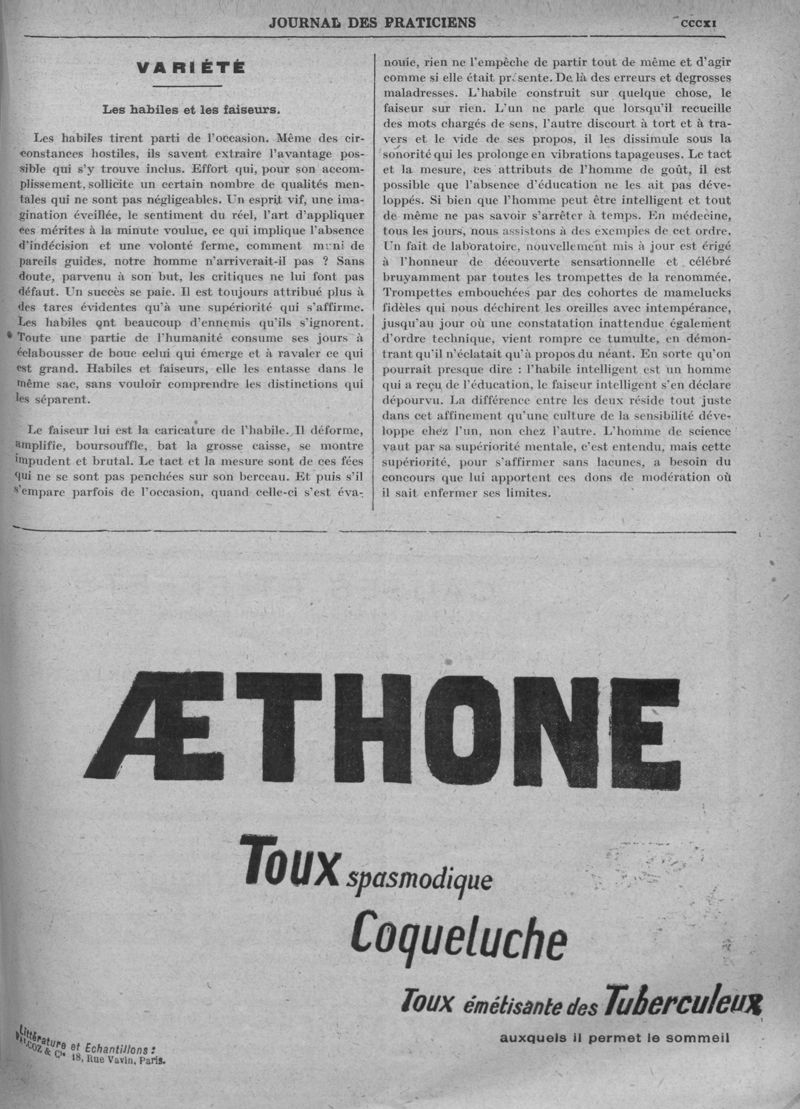 JOURNAL DES PRATICIENS
CCCXI
VARIÉTÉ
Les habiles et les faiseurs.
Les habiles tirent parti de l'occasion. Même des cir-
constances hostiles, ils savent extraire l'avantage pos-
sible qui s'y trouve inclus. Effort qui, pour son accom-
plissement, sollicite un certain nombre de qualités men-
tales qui ne sont pas négligeables. Un esprit vif, une ima-
gination éveillée, le sentiment du réel, l'art d'appliquer
ces mérites à la minute voulue, ce qui implique l'absence
d'indécision et une volonté ferme, comment muni de
pareils guides, notre homme n'arriverait-il pas ? Sans
doute, parvenu à son but, les critiques ne lui font pas
défaut. Un succès se paie. Il est toujours attribué plus à
des tares évidentes qu'à une supériorité qui s'affirme.
Les habiles ont beaucoup d'ennemis qu'ils s'ignorent.
Toute une partie de l'humanité consume ses jours à
éclabousser de boue celui qui émerge et à ravaler ce qui
est grand. Habiles et faiseurs, elle les entasse dans le
même sac, sans vouloir comprendre les distinctions qui
les séparent.
Le faiseur lui est la caricature de l'habile. Il déforme,
amplifie, boursouffle, bat la grosse caisse, se montre
impudent et brutal. Le tact et la mesure sont de ces fées
qui ne se sont pas penchées sur son berceau. Et puis s'il
s'empare parfois de l'occasion, quand celle-ci s'est éva-
nouie, rien ne l'empêche de partir tout de même et d'agir
comme si elle était présente. De là des erreurs et de grosses
maladresses. L'habile construit sur quelque chose, le
faiseur sur rien. L'un ne parle que lorsqu'il recueille
des mots chargés de sens, l'autre discourt à tort et à tra-
vers et le vide de ses propos, il les dissimule sous la
sonorité qui les prolonge en vibrations tapageuses. Le tact
et la mesure, ces attributs de l'homme de goût, il est
possible que l'absence d'éducation ne les ait pas déve-
loppés. Si bien que l'homme peut être intelligent et tout
de même ne pas savoir s'arrêter à temps. En médecine,
tous les jours, nous assistons à des exemples de cet ordre.
Un fait de laboratoire, nouvellement mis à jour est érigé
à l'honneur de découverte sensationnelle et célébré
bruyamment par toutes les trompettes de la renommée.
Trompettes embouchées par des cohortes de mamelucks
fidèles qui nous déchirent les oreilles avec intempérance,
jusqu'au jour où une constatation inattendue également
d'ordre technique, vient rompre ce tumulte, en démon-
trant qu'il n'éclatait qu'à propos du néant. En sorte qu'on
pourrait presque dire : l'habile intelligent est un homme
qui a reçu de l'éducation, le faiseur intelligent s'en déclare
dépourvu. La différence entre les deux réside tout juste
dans cet affinement qu'une culture de la sensibilité déve-
loppe chez l'un, non chez l'autre. L'homme de science
vaut par sa supériorité mentale, c'est entendu, mais cette
supériorité, pour s'affirmer sans lacunes, a besoin du
concours que lui apportent ces dons de modération où
il sait enfermer ses limites.
ÆTHONE
Toux spasmodique
Coqueluche
Toux émétisante des Tuberculeux
auxquels il permet le sommeil
Littérature et Echantillons :
& Cie 18, Rue Vavin, Paris.